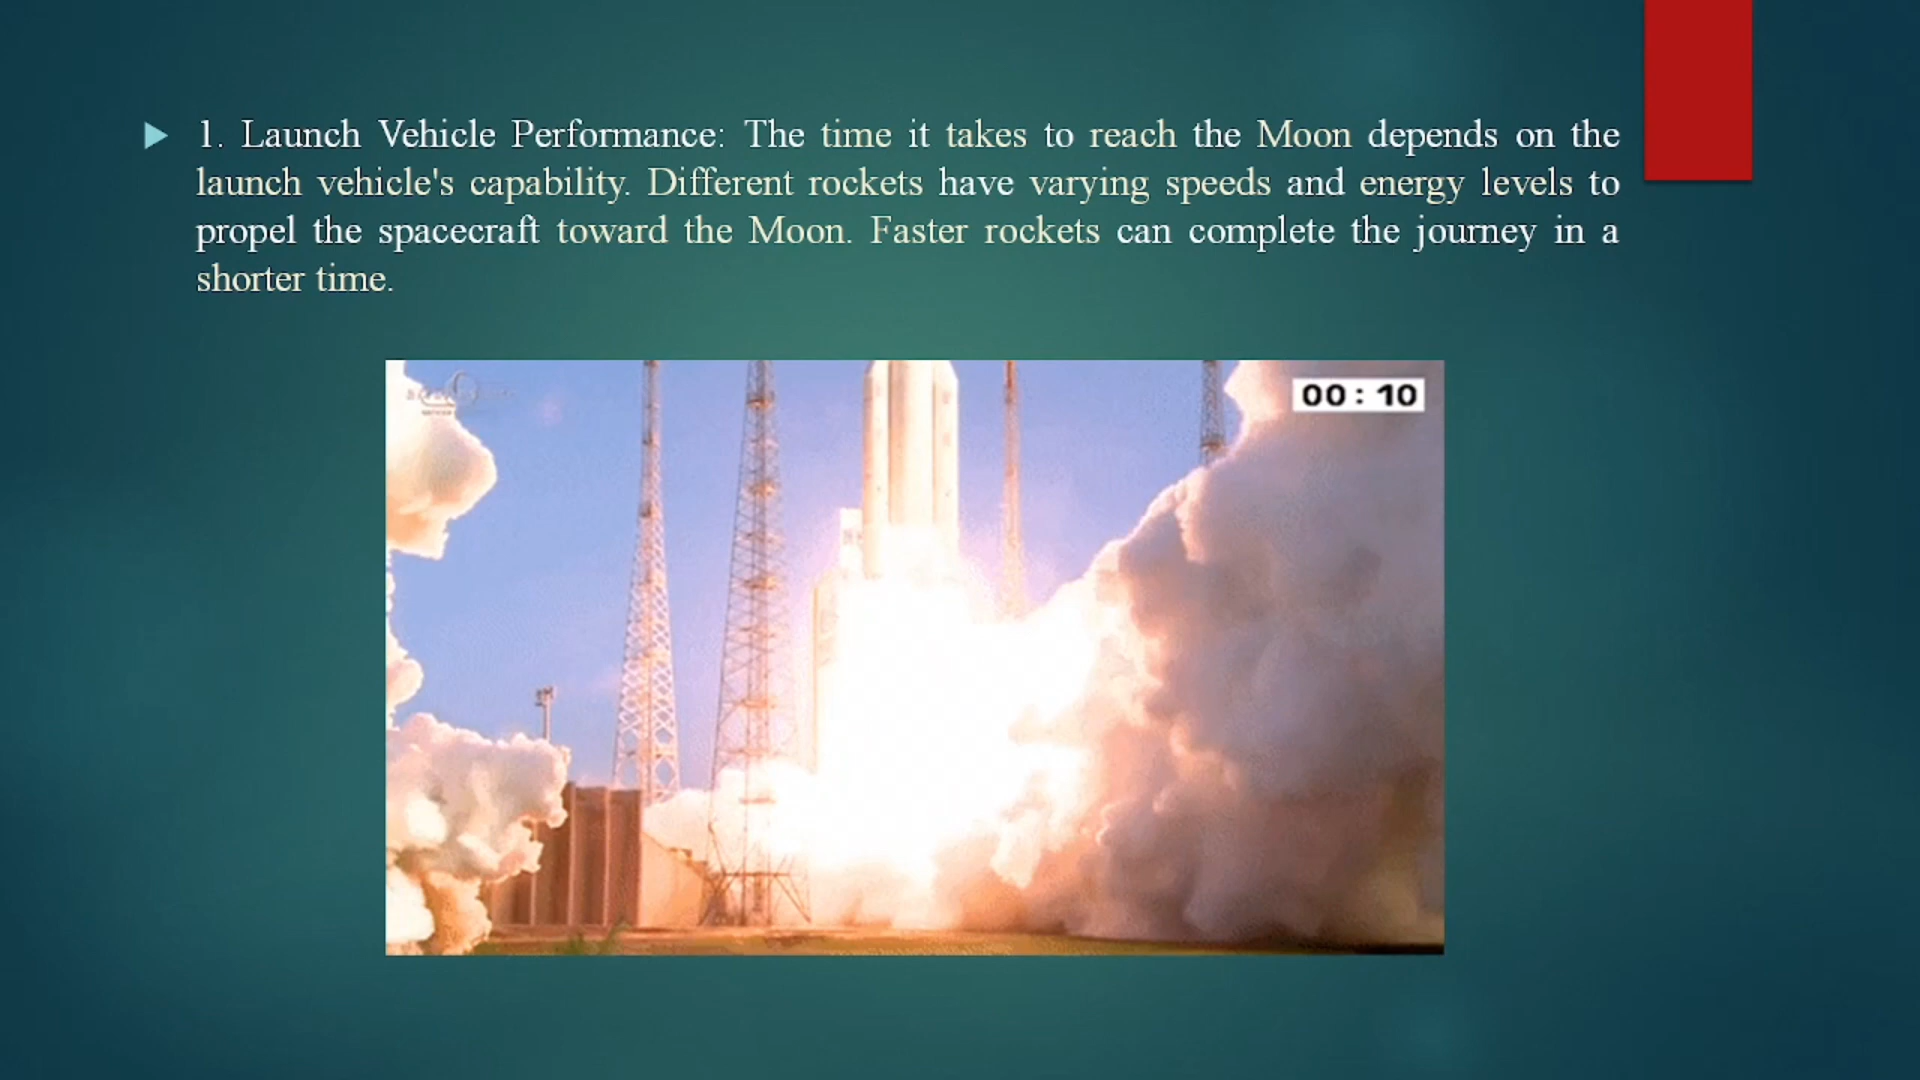 1. Launch Vehicle Performance: The time it takes to reach the Moon depends on the
launch vehicle's capability. Different rockets have varying speeds and energy levels to
propel the spacecraft toward the Moon. Faster rockets can complete the journey in a
shorter time.
00:10